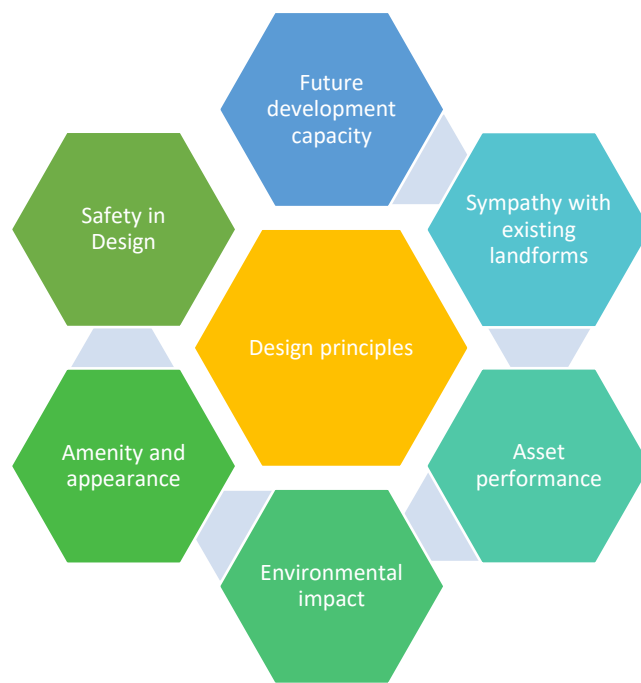 Future
development
capacity
Safety in
Design
Sympathy with
existing
landforms
Design principles
Amenity and
appearance
Asset
performance
Environmental
impact